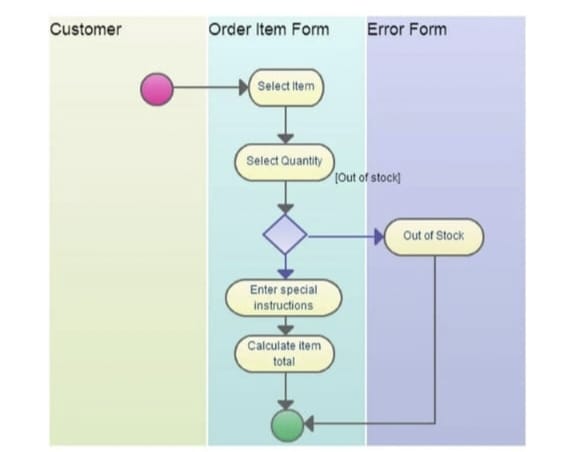 Customer
Order Item Form
Error Form
Select Item
Select Quantity
[Out of stock]
Out of Stock
Enter special
instructions
Calculate item
total